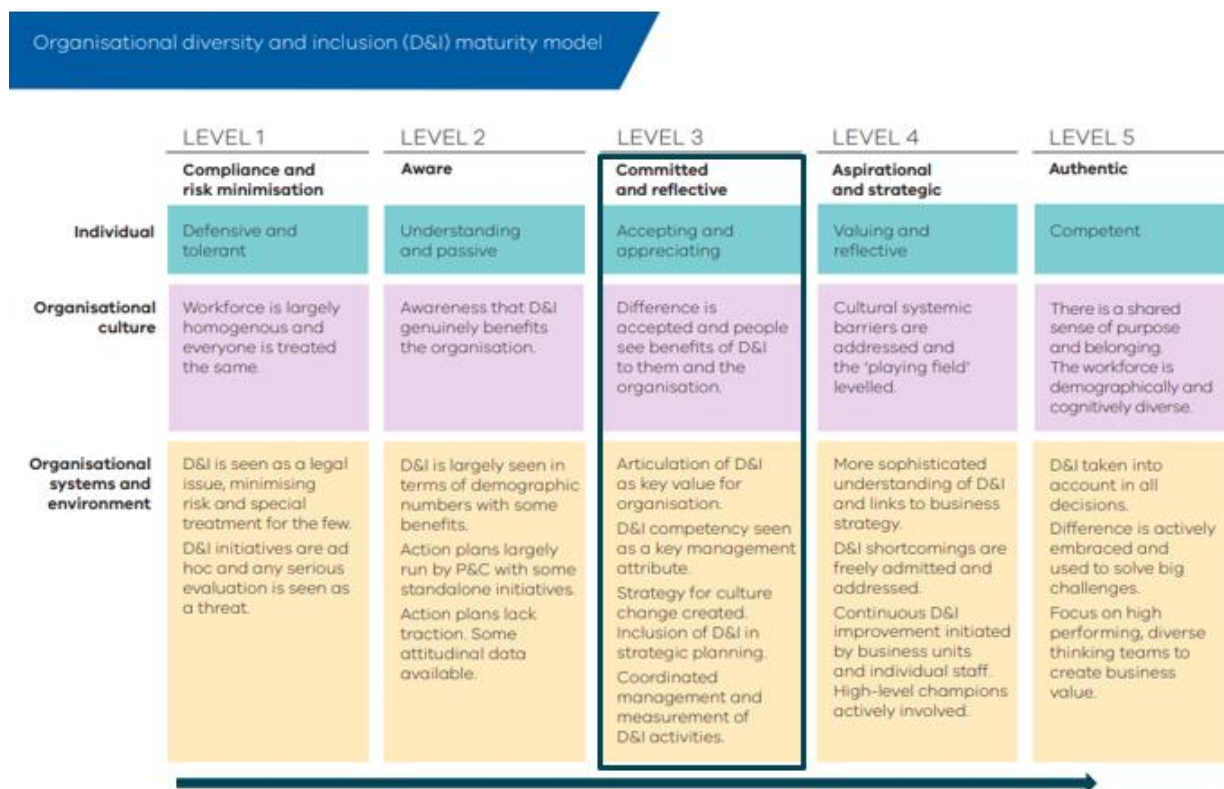 Organisational diversity and inclusion (D&I) maturity model
LEVEL 1
LEVEL 2
LEVEL 3
LEVEL 4
LEVEL 5
Compliance and
risk minimisation
Aware
Committed
and reflective
Aspirational
and strategic
Authentic
Individual
Defensive and
tolerant
Understanding
and passive
Accepting and
appreciating
Valuing and
reflective
Competent
Organisational
culture
Workforce is largely
homogenous and
everyone is treated
the same.
Awareness that D&I
genuinely benefits
the organisation.
Difference is
accepted and people
see benefits of D&I
to them and the
organisation.
Cultural systemic
barriers are
addressed and
the 'playing field'
levelled.
There is a shared
sense of purpose
and belonging.
The workforce is
demographically and
cognitively diverse.
Organisational
systems and
environment
D&I is seen as a legal
issue, minimising
risk and special
treatment for the few.
D&I initiatives are ad
hoc and any serious
evaluation is seen as
a threat.
D&I is largely seen in
terms of demographic
numbers with some
benefits.
Action plans largely
run by P&C with some
standalone initiatives.
Action plans lack
traction. Some
attitudinal data
available.
Articulation of D&I
as key value for
organisation.
D&I competency seen
as a key management
attribute.
Strategy for culture
change created.
Inclusion of D&I in
strategic planning.
Coordinated
management and
measurement of
D&I activities.
More sophisticated
understanding of D&I
and links to business
strategy.
D&I shortcomings are
freely admitted and
addressed.
Continuous D&I
improvement initiated
by business units
and individual staff.
High-level champions
actively involved.
D&I taken into
account in all
decisions.
Difference is actively
embraced and
used to solve big
challenges.
Focus on high
performing, diverse
thinking teams to
create business
value.